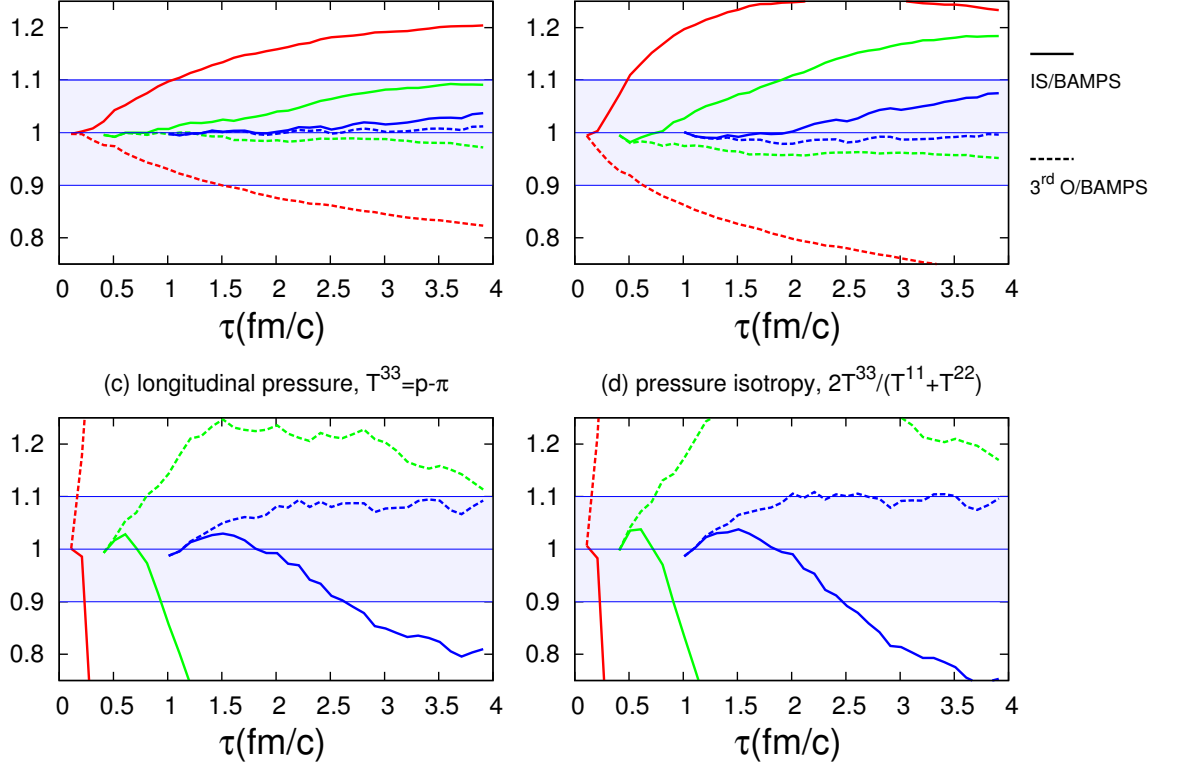 1.2
1.1
1
0.9
0.8
0 0.5 1 1.5 2 2.5 3 3.5 4
τ(fm/c)
1.2
1.1
1
0.9
0.8
0 0.5 1 1.5 2 2.5 3 3.5 4
τ(fm/c)
IS/BAMPS
3rd O/BAMPS
(c) longitudinal pressure, T33=p-π
1.2
1.1
1
0.9
0.8
0 0.5 1 1.5 2 2.5 3 3.5 4
τ(fm/c)
(d) pressure isotropy, 2T33/(T11+T22)
1.2
1.1
1
0.9
0.8
0 0.5 1 1.5 2 2.5 3 3.5 4
τ(fm/c)